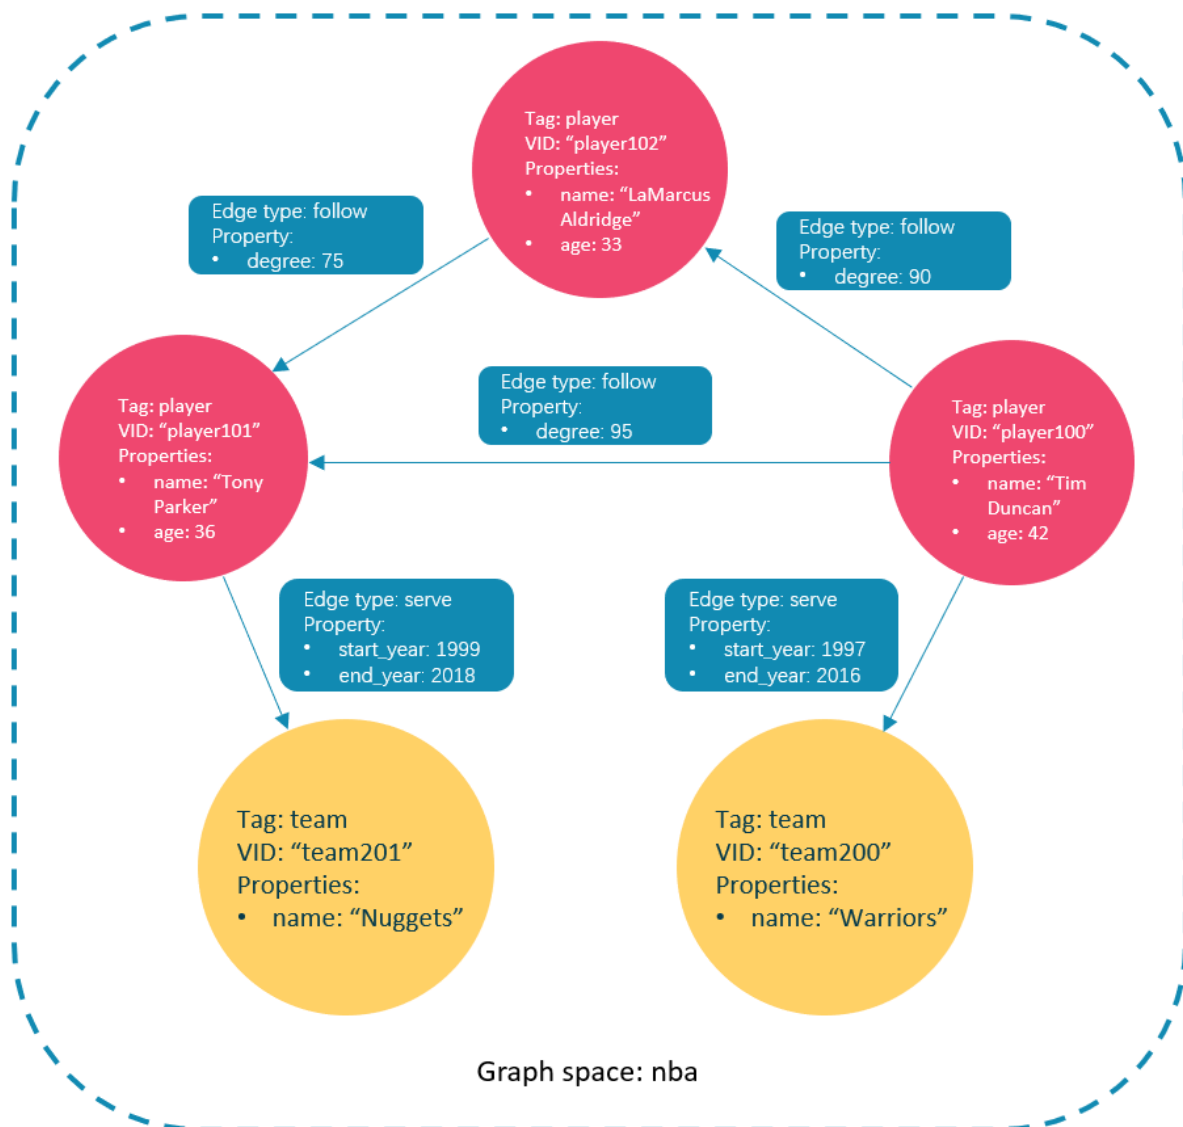 Tag: player
VID: “player102”
Properties:
• name: “LaMarcus
Aldridge”
• age: 33
Edge type: follow
Property:
• degree: 75
Edge type: follow
Property:
• degree: 90
Edge type: follow
Property:
• degree: 95
Tag: player
VID: “player101”
Properties:
• name: “Tony
Parker”
• age: 36
Tag: player
VID: “player100”
Properties:
• name: “Tim
Duncan”
• age: 42
Edge type: serve
Property:
• start_year: 1999
• end_year: 2018
Edge type: serve
Property:
• start_year: 1997
• end_year: 2016
Tag: team
VID: “team201”
Properties:
• name: “Nuggets”
Tag: team
VID: “team200”
Properties:
• name: “Warriors”
Graph space: nba